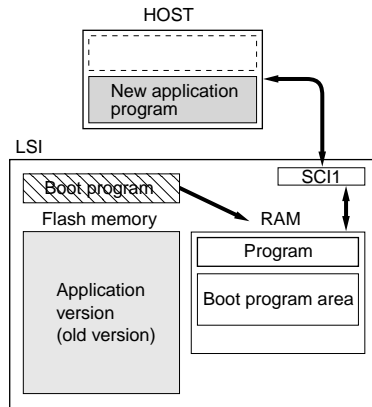 HOST
New application
program
LSI
SCI1
Boot program
Flash memory
RAM
Program
Application
version
(old version)
Boot program area